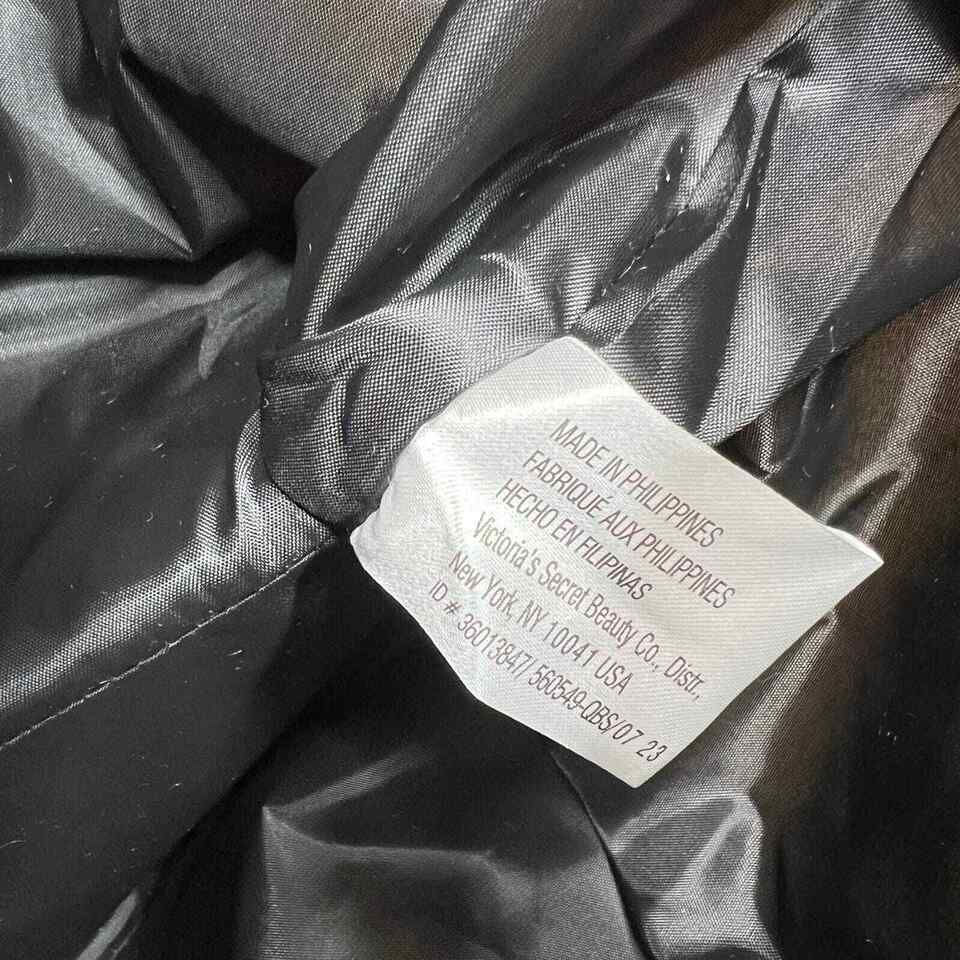 MADE IN PHILIPPINES
FABRIQUÉ AUX PHILIPPINES
HECHO EN FILIPINAS
Victoria's Secret Beauty Co., Distr.,
New York, NY 10041 USA
ID # 36013847 560549-QBS/07 23